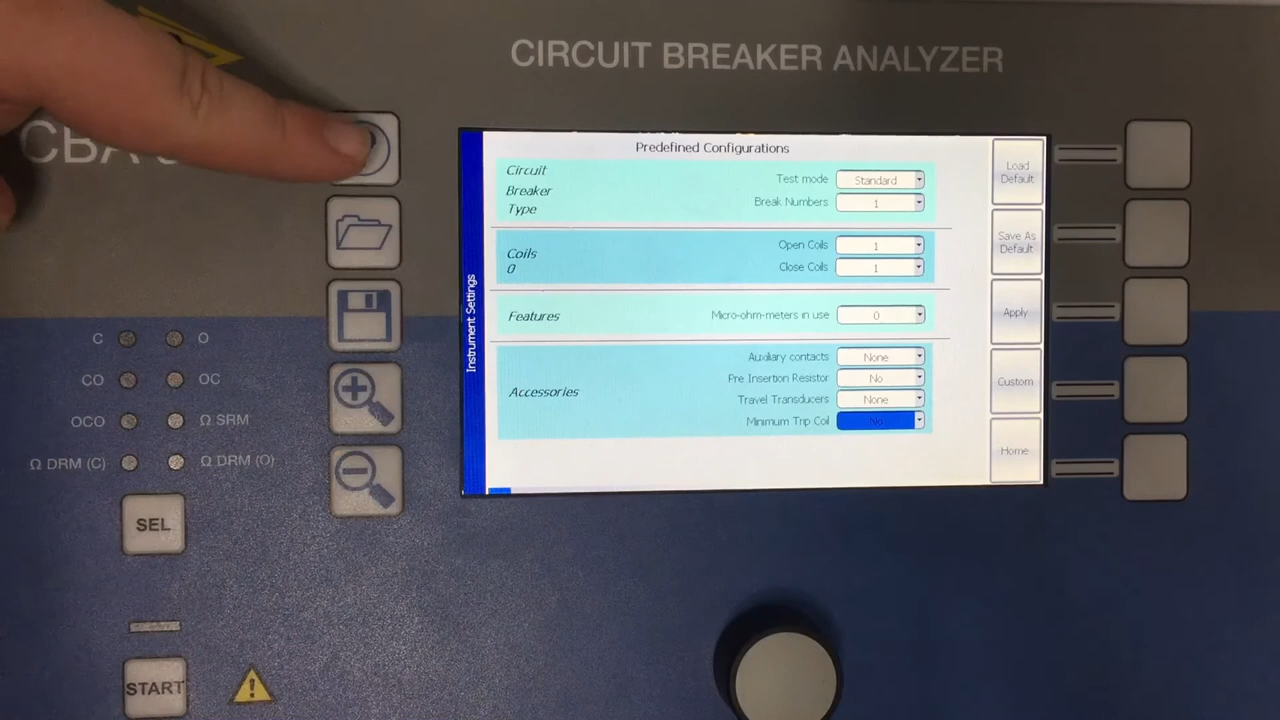 CIRCUIT BREAKER ANALYZER
CBA
Predefined Configurations
Instrument Settings
Circuit
Breaker
Type
Test mode Standard
Break Numbers 1
Coils
0
Open Coils 1
Close Coils 1
Features
Micro-ohm-meters in use 0
Accessories
Auxiliary contacts None
Pre Insertion Resistor No
Travel Transducers None
Minimum Trip Coil No
Load
Default
Save As
Default
Apply
Custom
Home
C O
CO OC
OCO Ω SRM
Ω DRM (C) Ω DRM (O)
SEL
START